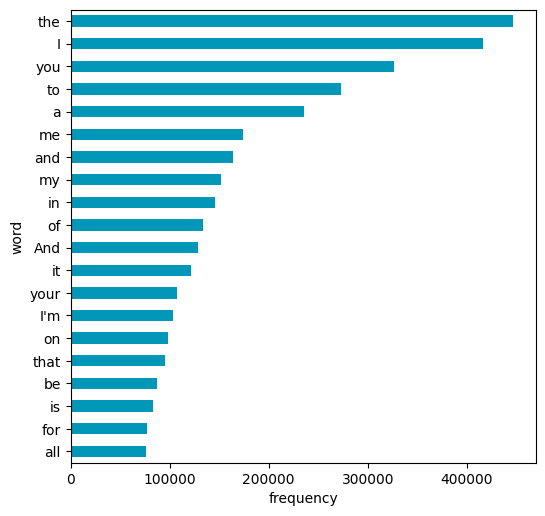 the
I
you
to
a
me
and
my
in
of
And
it
your
I'm
on
that
be
is
for
all
word
0 100000 200000 300000 400000
frequency